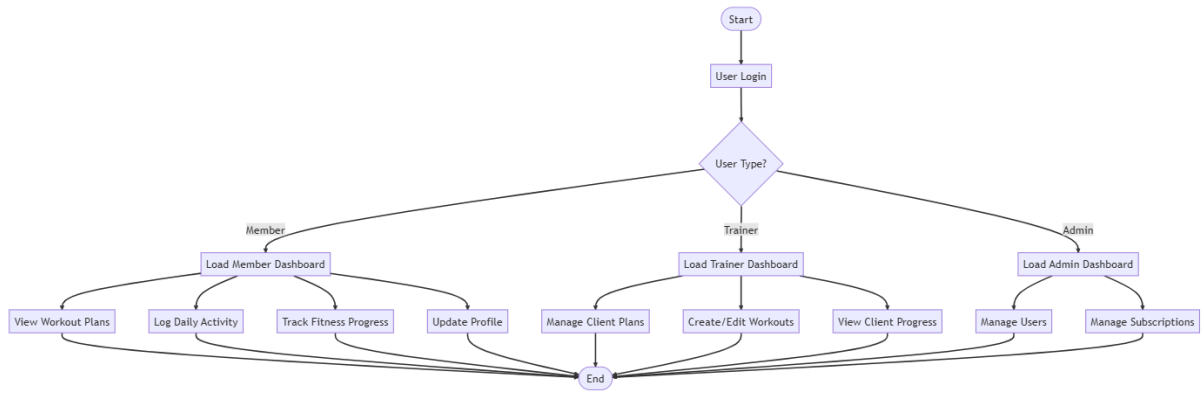 Start
User Login
User Type?
Member
Trainer
Admin
Load Member Dashboard
Load Trainer Dashboard
Load Admin Dashboard
View Workout Plans
Log Daily Activity
Track Fitness Progress
Update Profile
Manage Client Plans
Create/Edit Workouts
View Client Progress
Manage Users
Manage Subscriptions
End